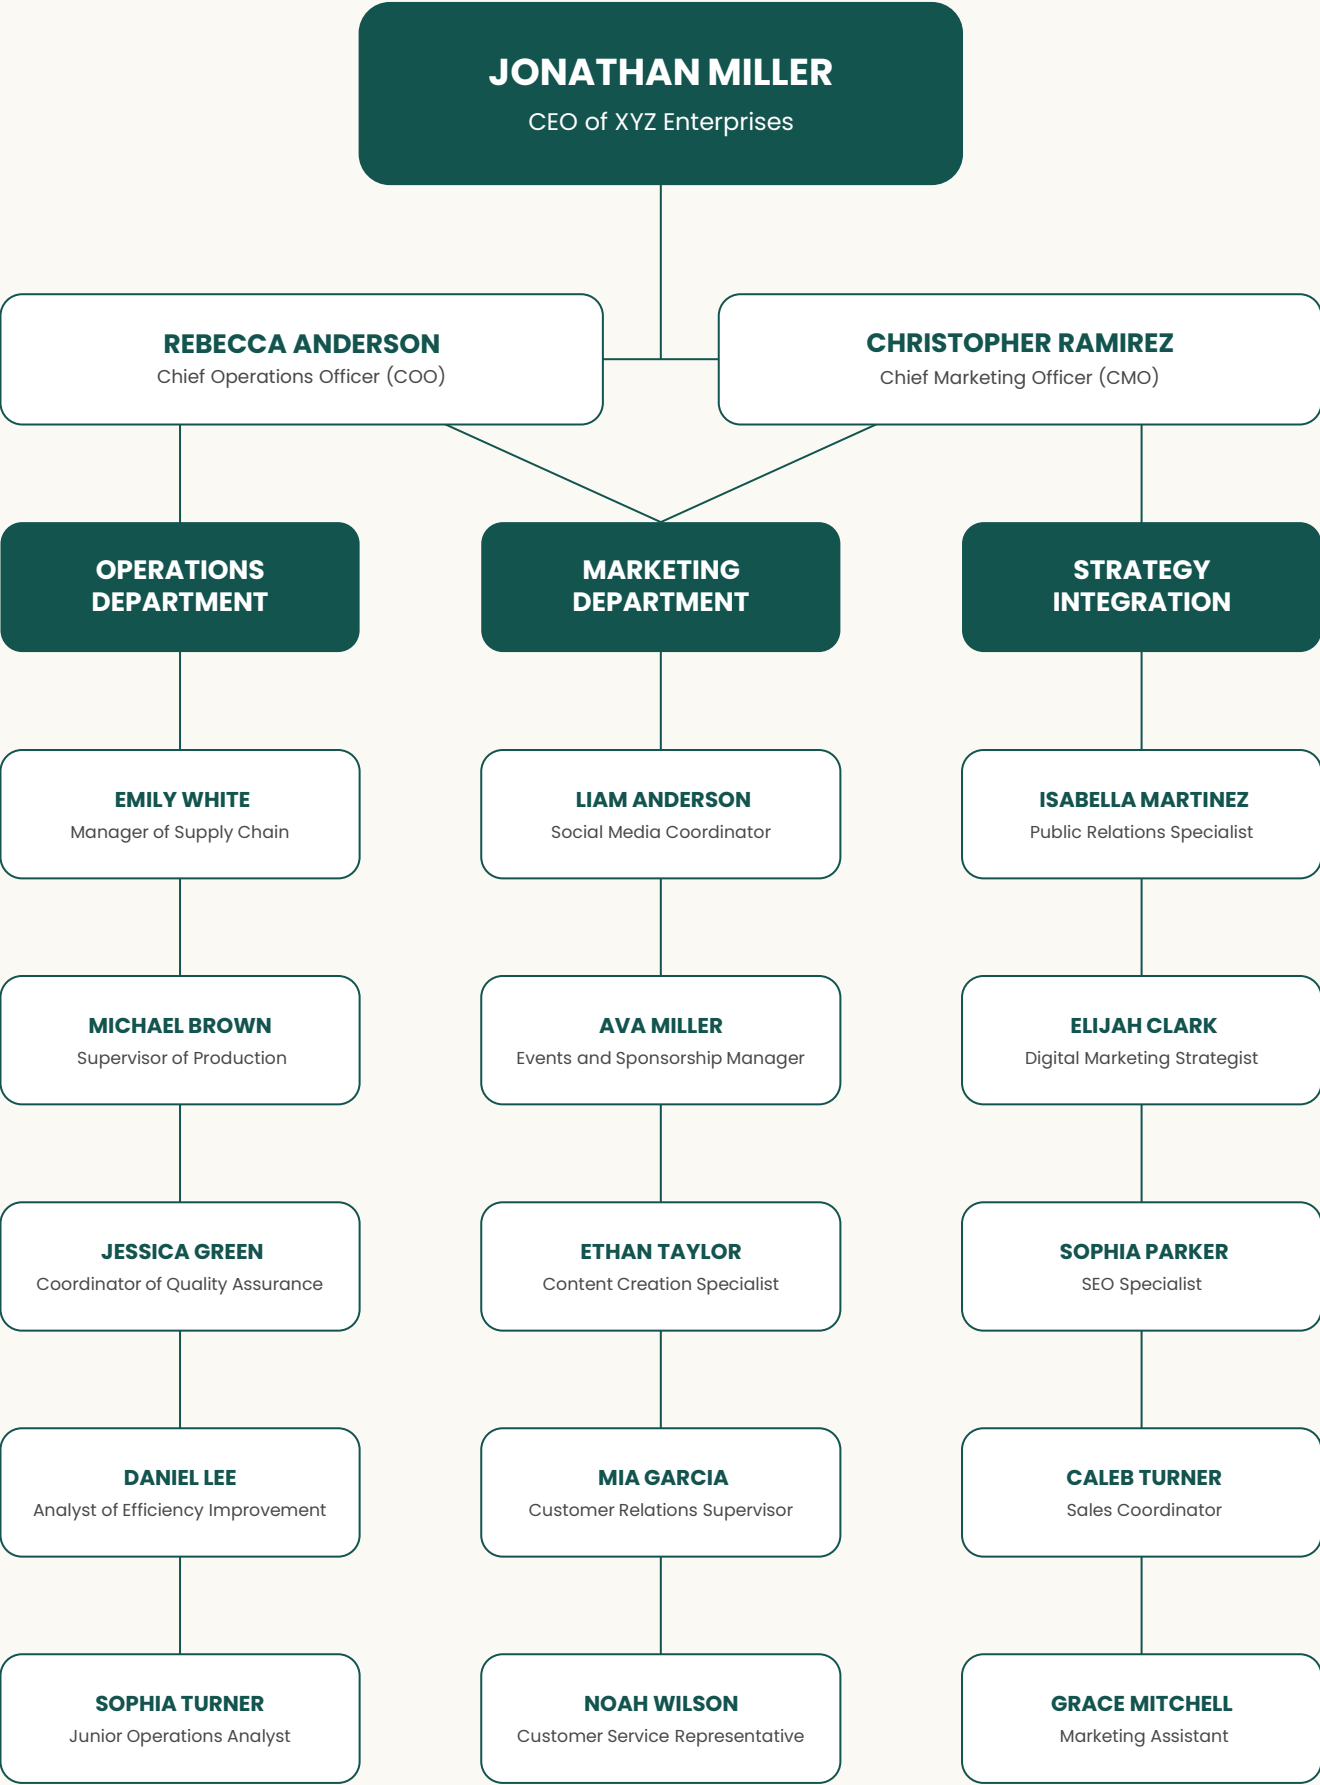 JONATHAN MILLER
CEO of XYZ Enterprises
REBECCA ANDERSON
Chief Operations Officer (COO)
CHRISTOPHER RAMIREZ
Chief Marketing Officer (CMO)
OPERATIONS
DEPARTMENT
MARKETING
DEPARTMENT
STRATEGY
INTEGRATION
EMILY WHITE
Manager of Supply Chain
LIAM ANDERSON
Social Media Coordinator
ISABELLA MARTINEZ
Public Relations Specialist
MICHAEL BROWN
Supervisor of Production
AVA MILLER
Events and Sponsorship Manager
ELIJAH CLARK
Digital Marketing Strategist
JESSICA GREEN
Coordinator of Quality Assurance
ETHAN TAYLOR
Content Creation Specialist
SOPHIA PARKER
SEO Specialist
DANIEL LEE
Analyst of Efficiency Improvement
MIA GARCIA
Customer Relations Supervisor
CALEB TURNER
Sales Coordinator
SOPHIA TURNER
Junior Operations Analyst
NOAH WILSON
Customer Service Representative
GRACE MITCHELL
Marketing Assistant